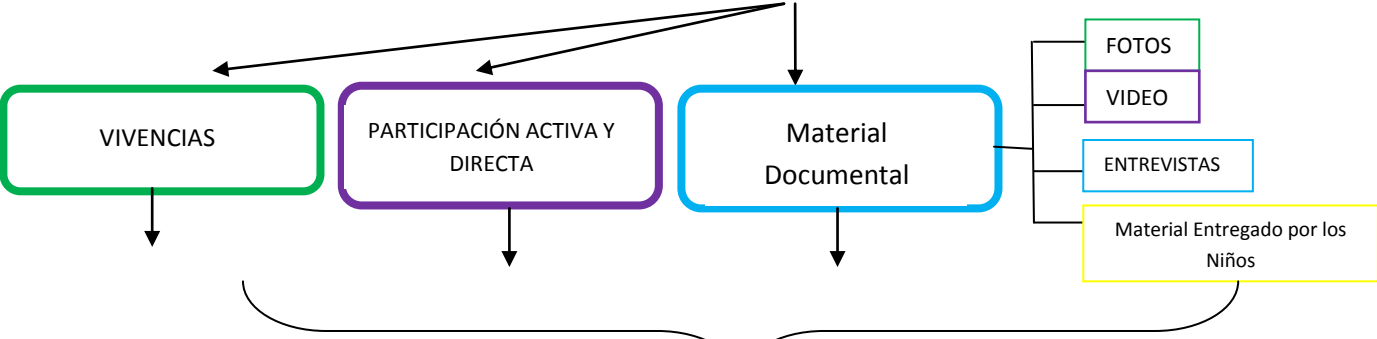 VIVENCIAS
PARTICIPACIÓN ACTIVA Y
DIRECTA
Material
Documental
FOTOS
VIDEO
ENTREVISTAS
Material Entregado por los
Niños